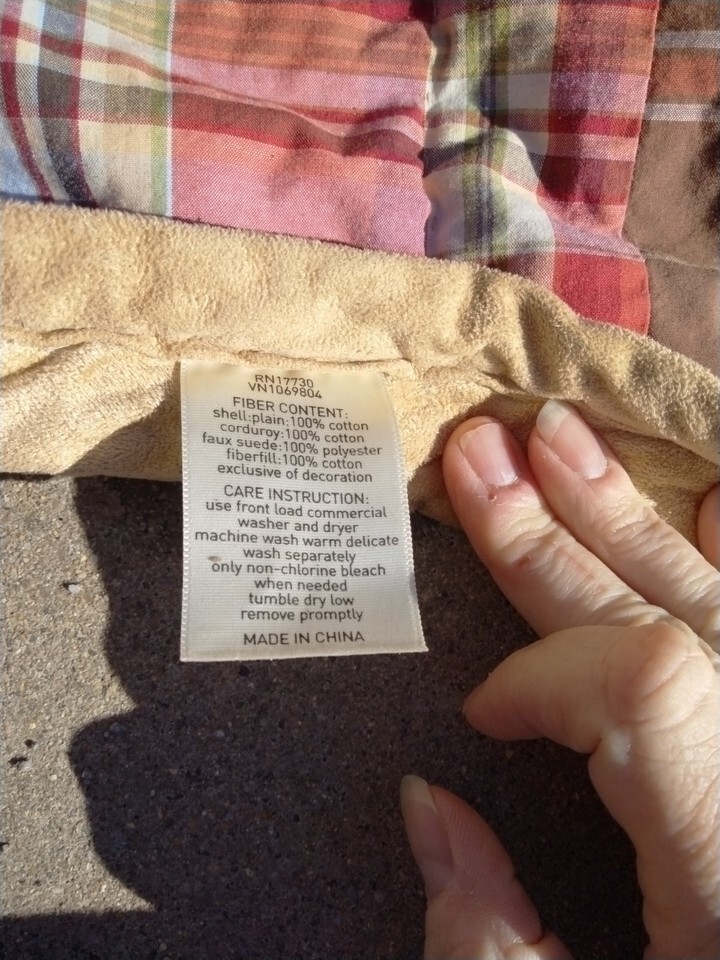 RN17730
VN1069804
FIBER CONTENT:
shell:plain:100% cotton
corduroy:100% cotton
faux suede:100% polyester
fiberfill:100% cotton
exclusive of decoration
CARE INSTRUCTION:
use front load commercial
washer and dryer
machine wash warm delicate
wash separately
only non-chlorine bleach
when needed
tumble dry low
remove promptly
MADE IN CHINA